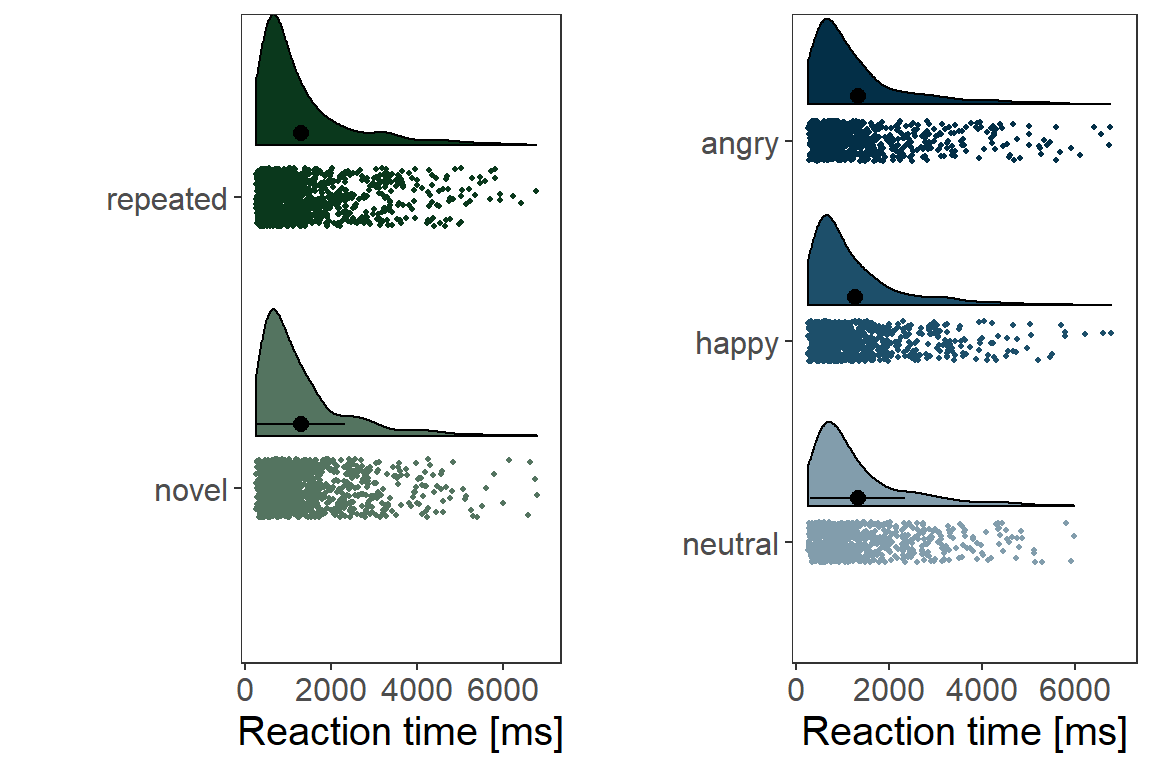 repeated
novel
0 2000 4000 6000
Reaction time [ms]
angry
happy
neutral
0 2000 4000 6000
Reaction time [ms]